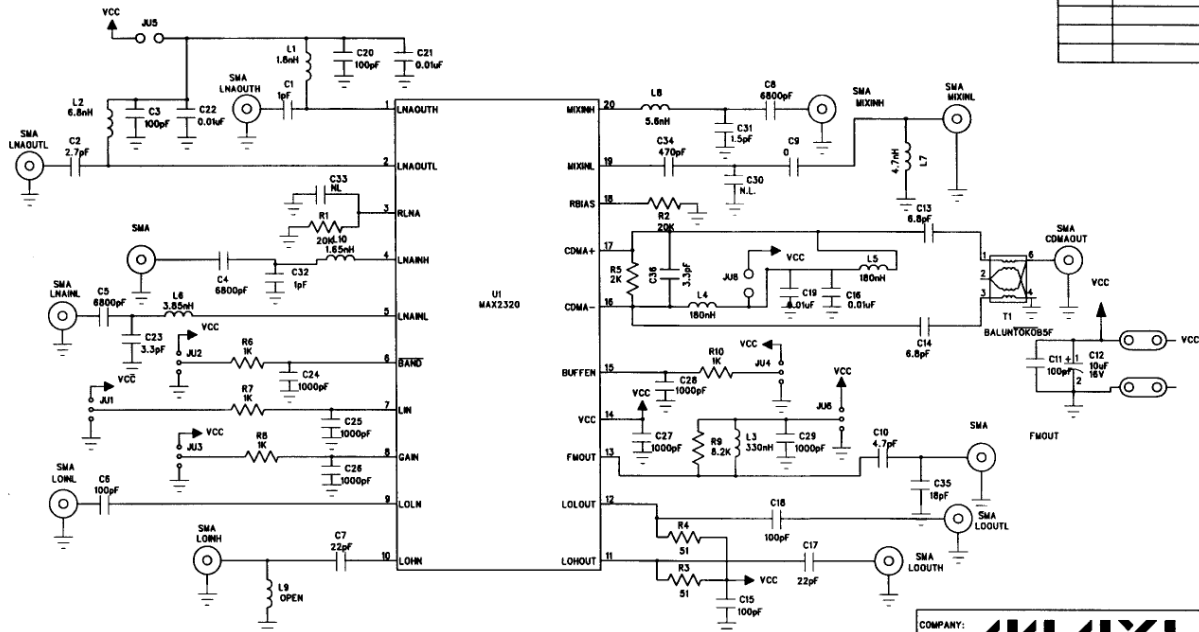 VCC
JU5
L1
1.8nH
C20
100pF
C21
0.01uF
L2
6.8nH
C3
100pF
C22
0.01uF
SMA
LNAOUTH
C1
1pF
SMA
LNAOUTL
C2
2.7pF
1 LNAOUTH
2 LNAOUTL
C33
NL
R1
20K
3 RLNA
SMA
L10
1.65nH
4 LNAINH
C4
6800pF
C32
1pF
SMA
LNAINL
C5
6800pF
L6
3.85nH
5 LNAINL
C23
3.3pF
VCC
JU2
R6
1K
6 BAND
C24
1000pF
VCC
JU1
R7
1K
7 LIN
C25
1000pF
VCC
JU3
R8
1K
8 GAIN
C26
1000pF
SMA
LOINL
C6
100pF
9 LOLN
SMA
LOINH
C7
22pF
10 LOHN
L9
OPEN
U1
MAX2320
MIXINH 20
L8
5.6nH
C8
6800pF
C31
1.5pF
SMA
MIXINH
SMA
MIXINL
MIXINL 19
C34
470pF
C9
0
C30
N.L.
4.7nH
L7
RBIAS 18
R2
20K
C13
6.8pF
CDMA+ 17
R5
2K
C36
3.3pF
JU8
VCC
L5
180nH
C19
0.01uF
C16
0.01uF
CDMA- 16
L4
180nH
C14
6.8pF
1
2
3
6
4
T1
BALUNTOKOB5F
SMA
CDMAOUT
VCC
VCC
C11
100pF
+ 1
2
C12
10uF
16V
BUFFEN 15
R10
1K
VCC
JU4
C28
1000pF
VCC
VCC 14
C27
1000pF
VCC
JU6
R9
8.2K
L3
330nH
C29
1000pF
FMOUT 13
C10
4.7pF
SMA
FMOUT
C35
18pF
LOLOUT 12
C18
100pF
SMA
LOOUTL
R4
51
LOHOUT 11
R3
51
VCC
C15
100pF
C17
22pF
SMA
LOOUTH
COMPANY: